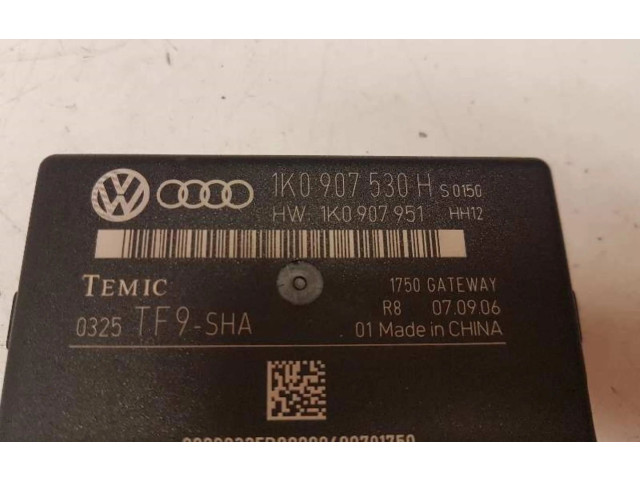 1K0 907 530 H S 0150
HW: 1K0 907 951 HH12
TEMIC 1750 GATEWAY
R8 07.09.06
0325 TF9-SHA 01 Made in CHINA